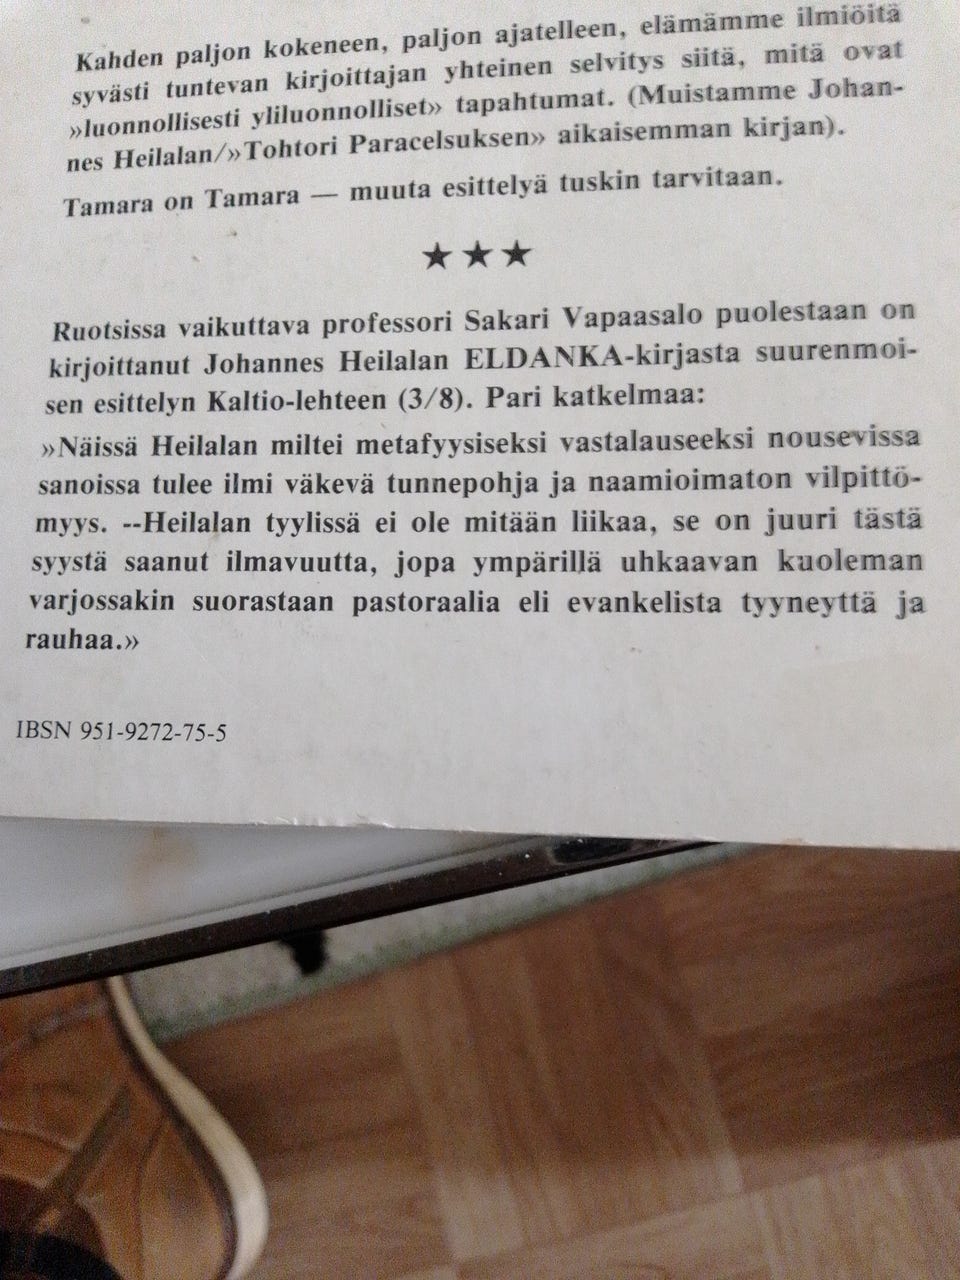 Kahden paljon kokeneen, paljon ajatelleen, elämämme ilmiöitä
syvästi tuntevan kirjoittajan yhteinen selvitys siitä, mitä ovat
»luonnollisesti yliluonnolliset» tapahtumat. (Muistamme Johan-
nes Heilalan/»Tohtori Paracelsuksen» aikaisemman kirjan).
Tamara on Tamara — muuta esittelyä tuskin tarvitaan.
★★★
Ruotsissa vaikuttava professori Sakari Vapaasalo puolestaan on
kirjoittanut Johannes Heilalan ELDANKA-kirjasta suurenmoi-
sen esittelyn Kaltio-lehteen (3/8). Pari katkelmaa:
»Näissä Heilalan miltei metafyysiseksi vastalauseeksi nousevissa
sanoissa tulee ilmi väkevä tunnepohja ja naamioimaton vilpittö-
myys. --Heilalan tyylissä ei ole mitään liikaa, se on juuri tästä
syystä saanut ilmavuutta, jopa ympärillä uhkaavan kuoleman
varjossakin suorastaan pastoraalia eli evankelista tyyneyttä ja
rauhaa.»
IBSN 951-9272-75-5